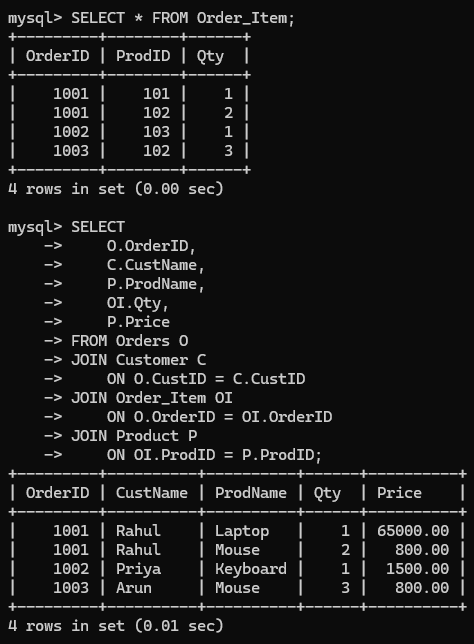 mysql> SELECT * FROM Order_Item;
+---------+--------+------+
| OrderID | ProdID | Qty  |
+---------+--------+------+
|    1001 |    101 |    1 |
|    1001 |    102 |    2 |
|    1002 |    103 |    1 |
|    1003 |    102 |    3 |
+---------+--------+------+
4 rows in set (0.00 sec)

mysql> SELECT
    ->     O.OrderID,
    ->     C.CustName,
    ->     P.ProdName,
    ->     OI.Qty,
    ->     P.Price
    -> FROM Orders O
    -> JOIN Customer C
    ->     ON O.CustID = C.CustID
    -> JOIN Order_Item OI
    ->     ON O.OrderID = OI.OrderID
    -> JOIN Product P
    ->     ON OI.ProdID = P.ProdID;
+---------+----------+----------+------+----------+
| OrderID | CustName | ProdName | Qty  | Price    |
+---------+----------+----------+------+----------+
|    1001 | Rahul    | Laptop   |    1 | 65000.00 |
|    1001 | Rahul    | Mouse    |    2 |   800.00 |
|    1002 | Priya    | Keyboard |    1 |  1500.00 |
|    1003 | Arun     | Mouse    |    3 |   800.00 |
+---------+----------+----------+------+----------+
4 rows in set (0.01 sec)